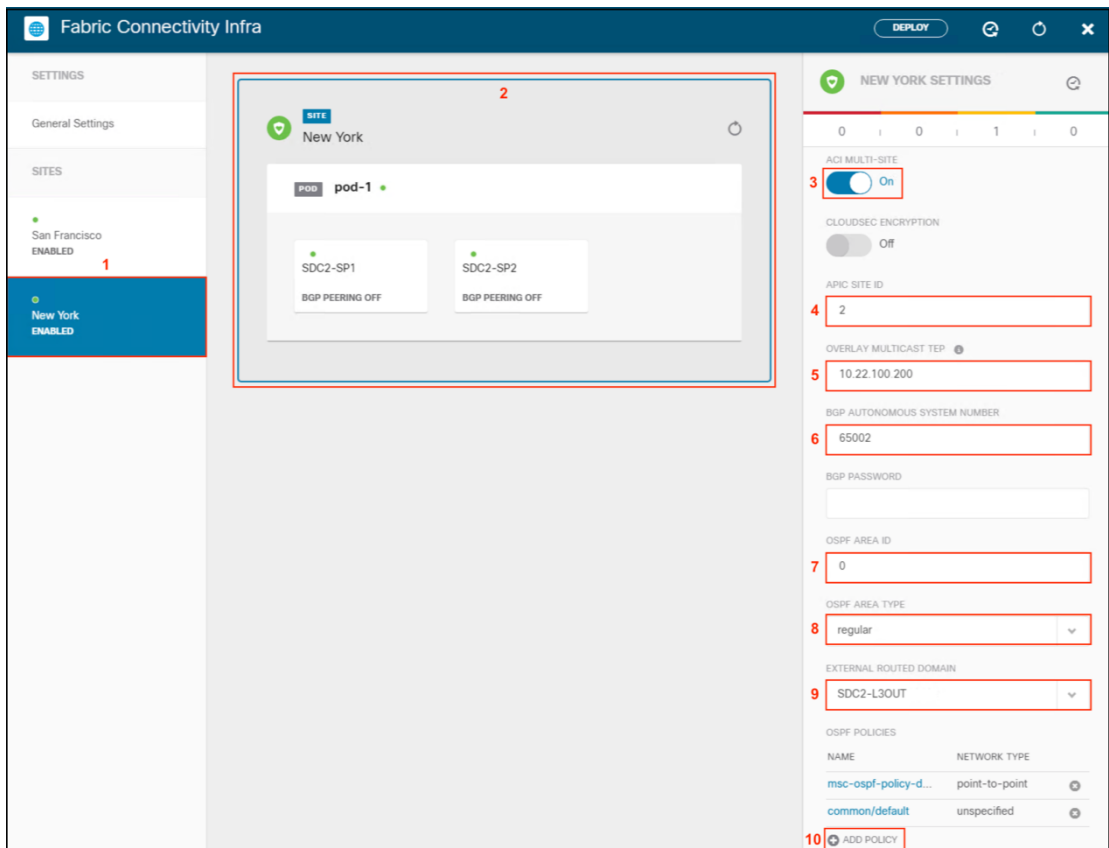 Fabric Connectivity Infra
DEPLOY
SETTINGS
General Settings
SITES
San Francisco
ENABLED
1
New York
ENABLED
2
SITE
New York
POD pod-1
SDC2-SP1
BGP PEERING OFF
SDC2-SP2
BGP PEERING OFF
NEW YORK SETTINGS
0 0 1 0
ACI MULTI-SITE
3 On
CLOUDSEC ENCRYPTION
Off
APIC SITE ID
4 2
OVERLAY MULTICAST TEP
5 10.22.100.200
BGP AUTONOMOUS SYSTEM NUMBER
6 65002
BGP PASSWORD
OSPF AREA ID
7 0
OSPF AREA TYPE
8 regular
EXTERNAL ROUTED DOMAIN
9 SDC2-L3OUT
OSPF POLICIES
NAME NETWORK TYPE
msc-ospf-policy-d... point-to-point
common/default unspecified
10 ADD POLICY